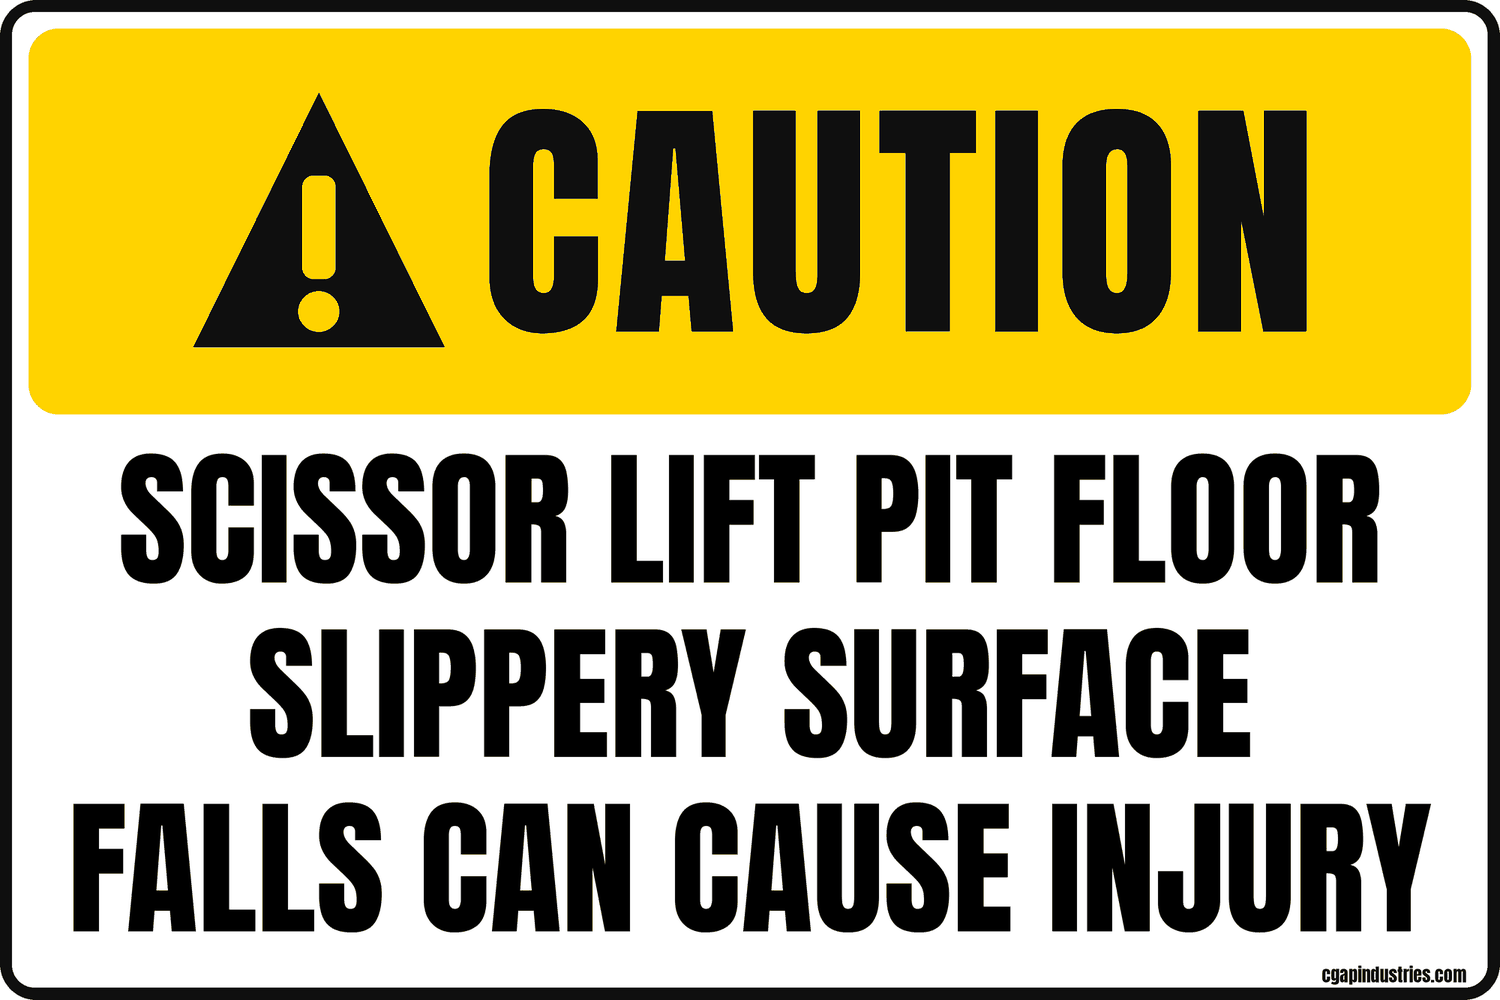 CAUTION
SCISSOR LIFT PIT FLOOR
SLIPPERY SURFACE
FALLS CAN CAUSE INJURY
cgapindustries.com